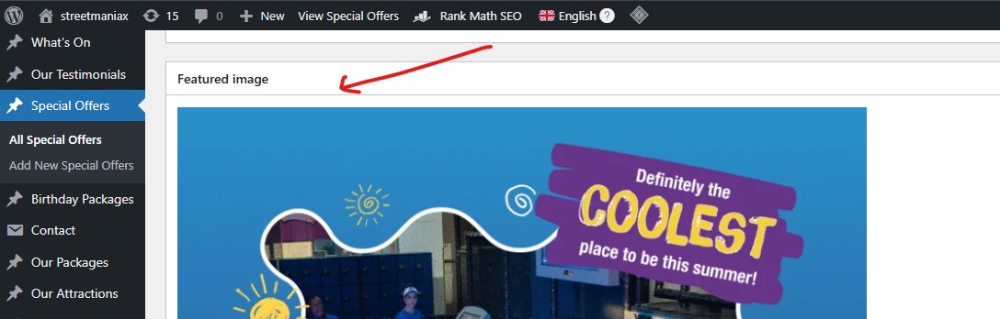 streetmaniax 15 0 New View Special Offers Rank Math SEO English ?
What's On
Our Testimonials
Special Offers
All Special Offers
Add New Special Offers
Birthday Packages
Contact
Our Packages
Our Attractions
Featured image
Definitely the
COOLEST
place to be this summer!